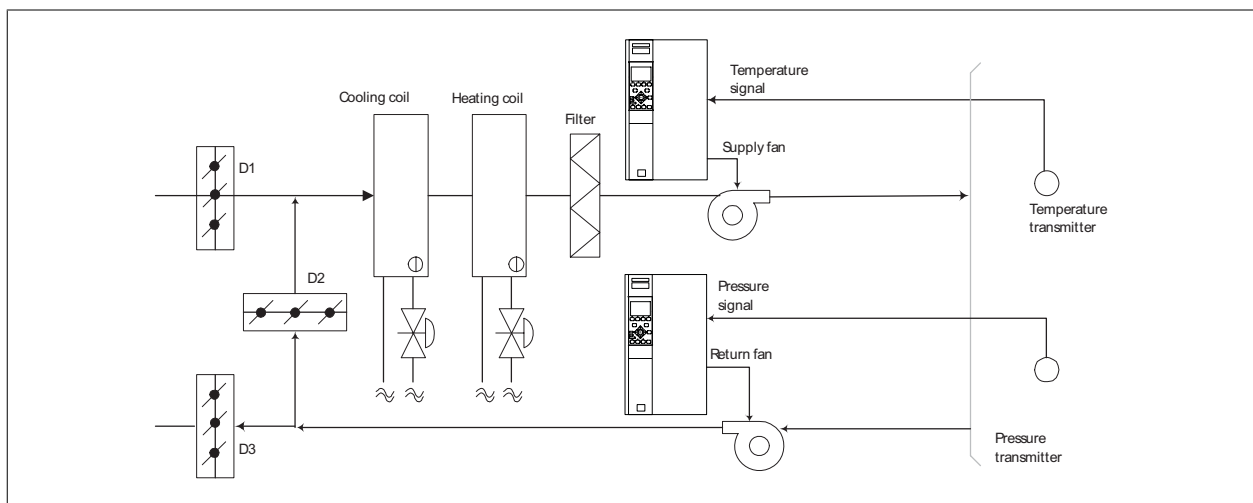 Cooling coil
Heating coil
Filter
Temperature
signal
Supply fan
D1
D2
D3
Temperature
transmitter
Pressure
signal
Return fan
Pressure
transmitter